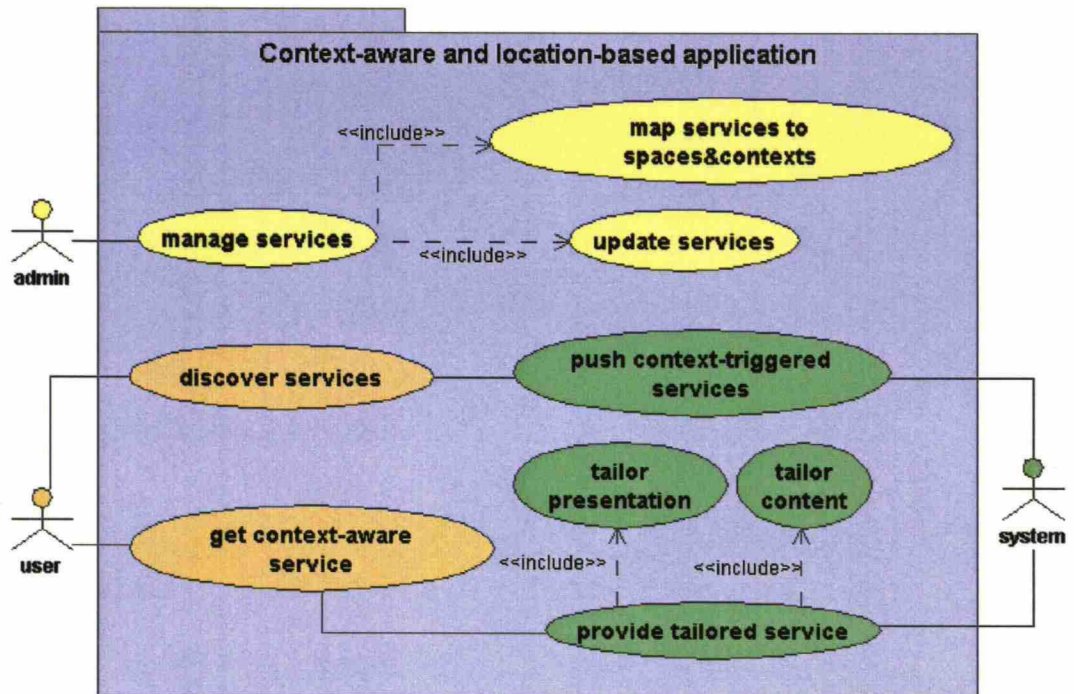 Context-aware and location-based application
<<include>>
map services to
spaces&contexts
manage services
<<include>>
update services
admin
discover services
push context-triggered
services
tailor
presentation
tailor
content
get context-aware
service
user
system
<<include>>
<<include>>
provide tailored service